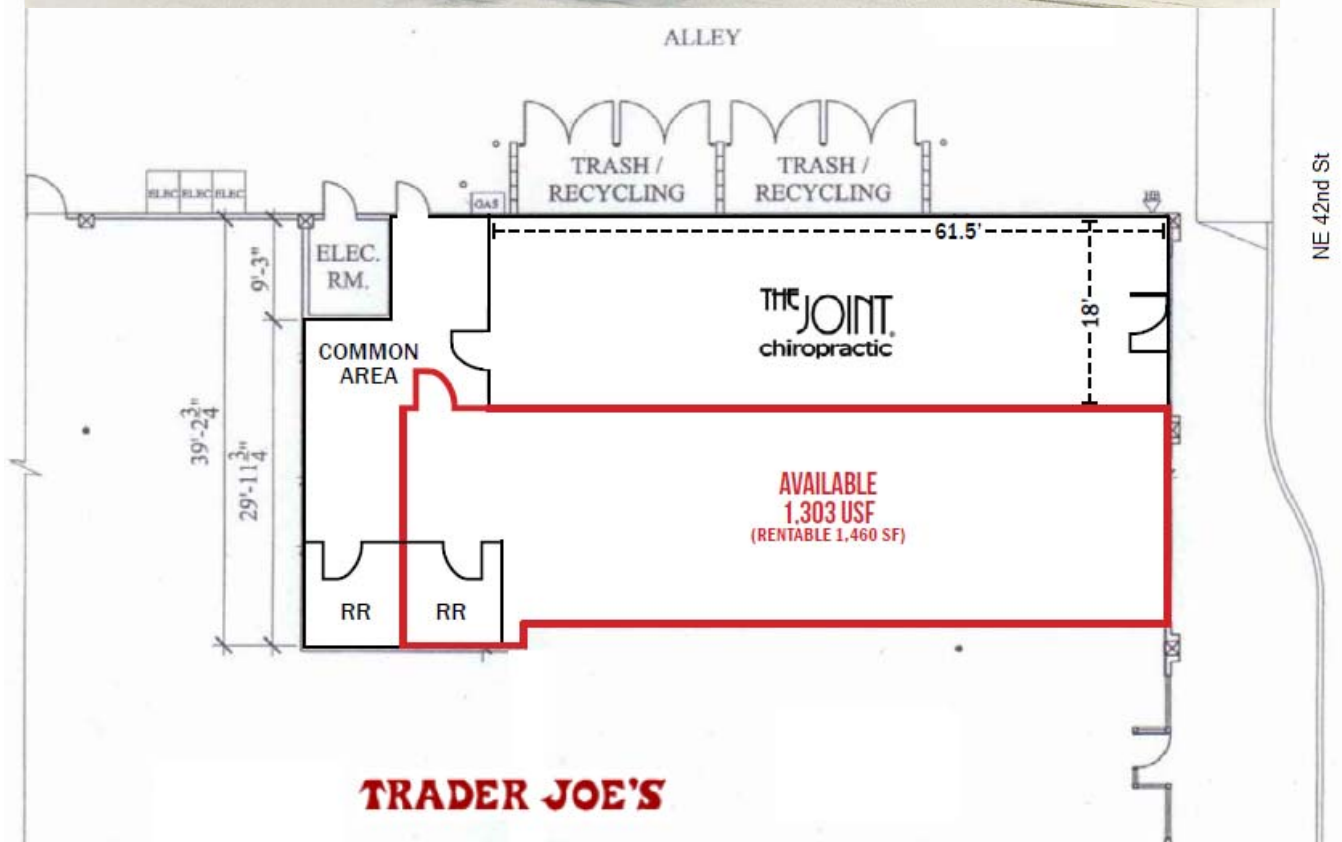 ALLEY
NE 42nd St
TRASH /
RECYCLING
TRASH /
RECYCLING
ELEC
ELEC
ELEC
GAS
HB
61.5'
ELEC.
RM.
9'-3"
18'
THE JOINT
chiropractic
COMMON
AREA
39'-2 3/4"
29'-11 3/4"
AVAILABLE
1,303 USF
(RENTABLE 1,460 SF)
RR
RR
TRADER JOE'S